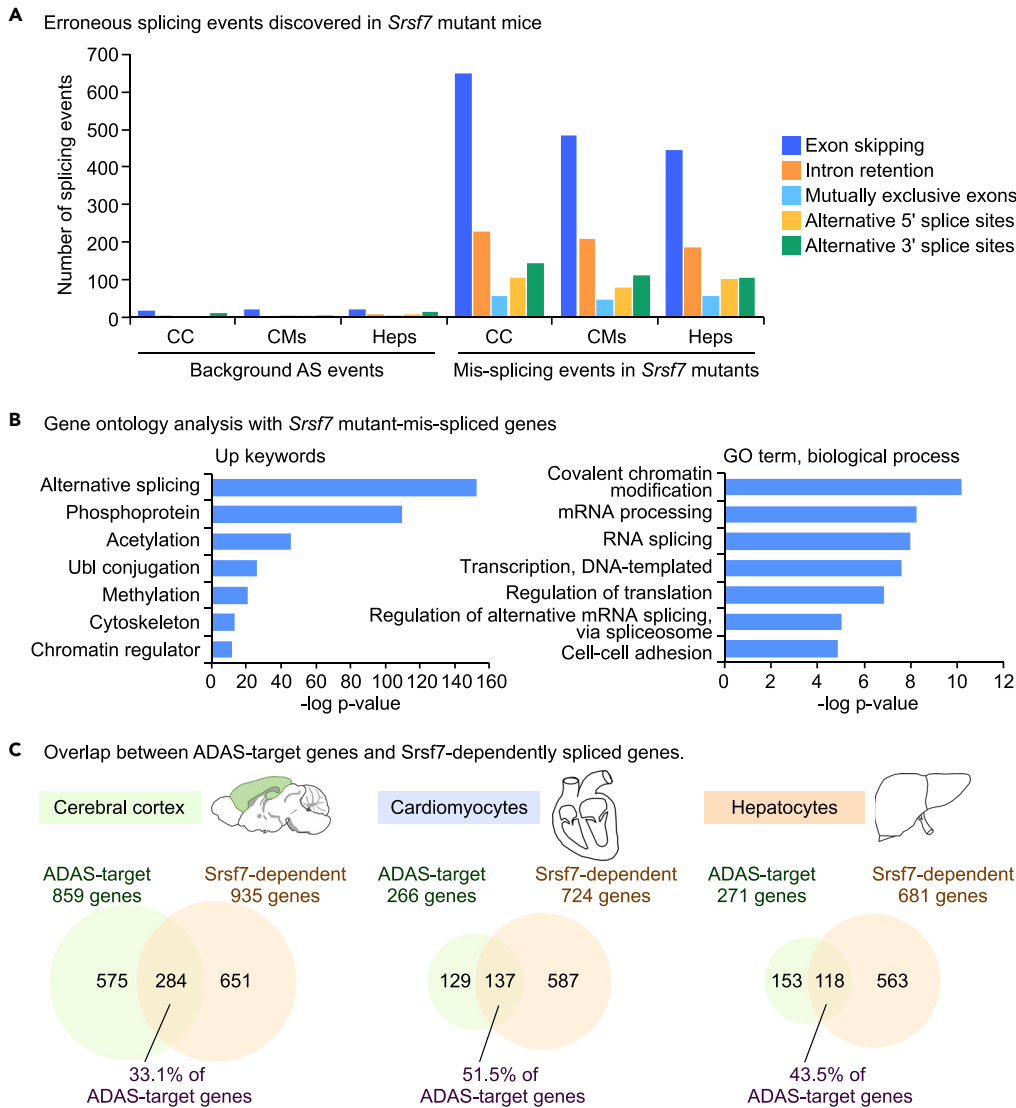 A Erroneous splicing events discovered in Srsf7 mutant mice
700
600
500
400
300
200
100
0
Number of splicing events
CC
CMs
Heps
CC
CMs
Heps
Background AS events
Mis-splicing events in Srsf7 mutants
Exon skipping
Intron retention
Mutually exclusive exons
Alternative 5' splice sites
Alternative 3' splice sites
B Gene ontology analysis with Srsf7 mutant-mis-spliced genes
Up keywords
Alternative splicing
Phosphoprotein
Acetylation
Ubl conjugation
Methylation
Cytoskeleton
Chromatin regulator
0 20 40 60 80 100 120 140 160
-log p-value
GO term, biological process
Covalent chromatin
modification
mRNA processing
RNA splicing
Transcription, DNA-templated
Regulation of translation
Regulation of alternative mRNA splicing,
via spliceosome
Cell-cell adhesion
0 2 4 6 8 10 12
-log p-value
C Overlap between ADAS-target genes and Srsf7-dependently spliced genes.
Cerebral cortex
ADAS-target
859 genes
Srsf7-dependent
935 genes
575 284 651
33.1% of
ADAS-target genes
Cardiomyocytes
ADAS-target
266 genes
Srsf7-dependent
724 genes
129 137 587
51.5% of
ADAS-target genes
Hepatocytes
ADAS-target
271 genes
Srsf7-dependent
681 genes
153 118 563
43.5% of
ADAS-target genes